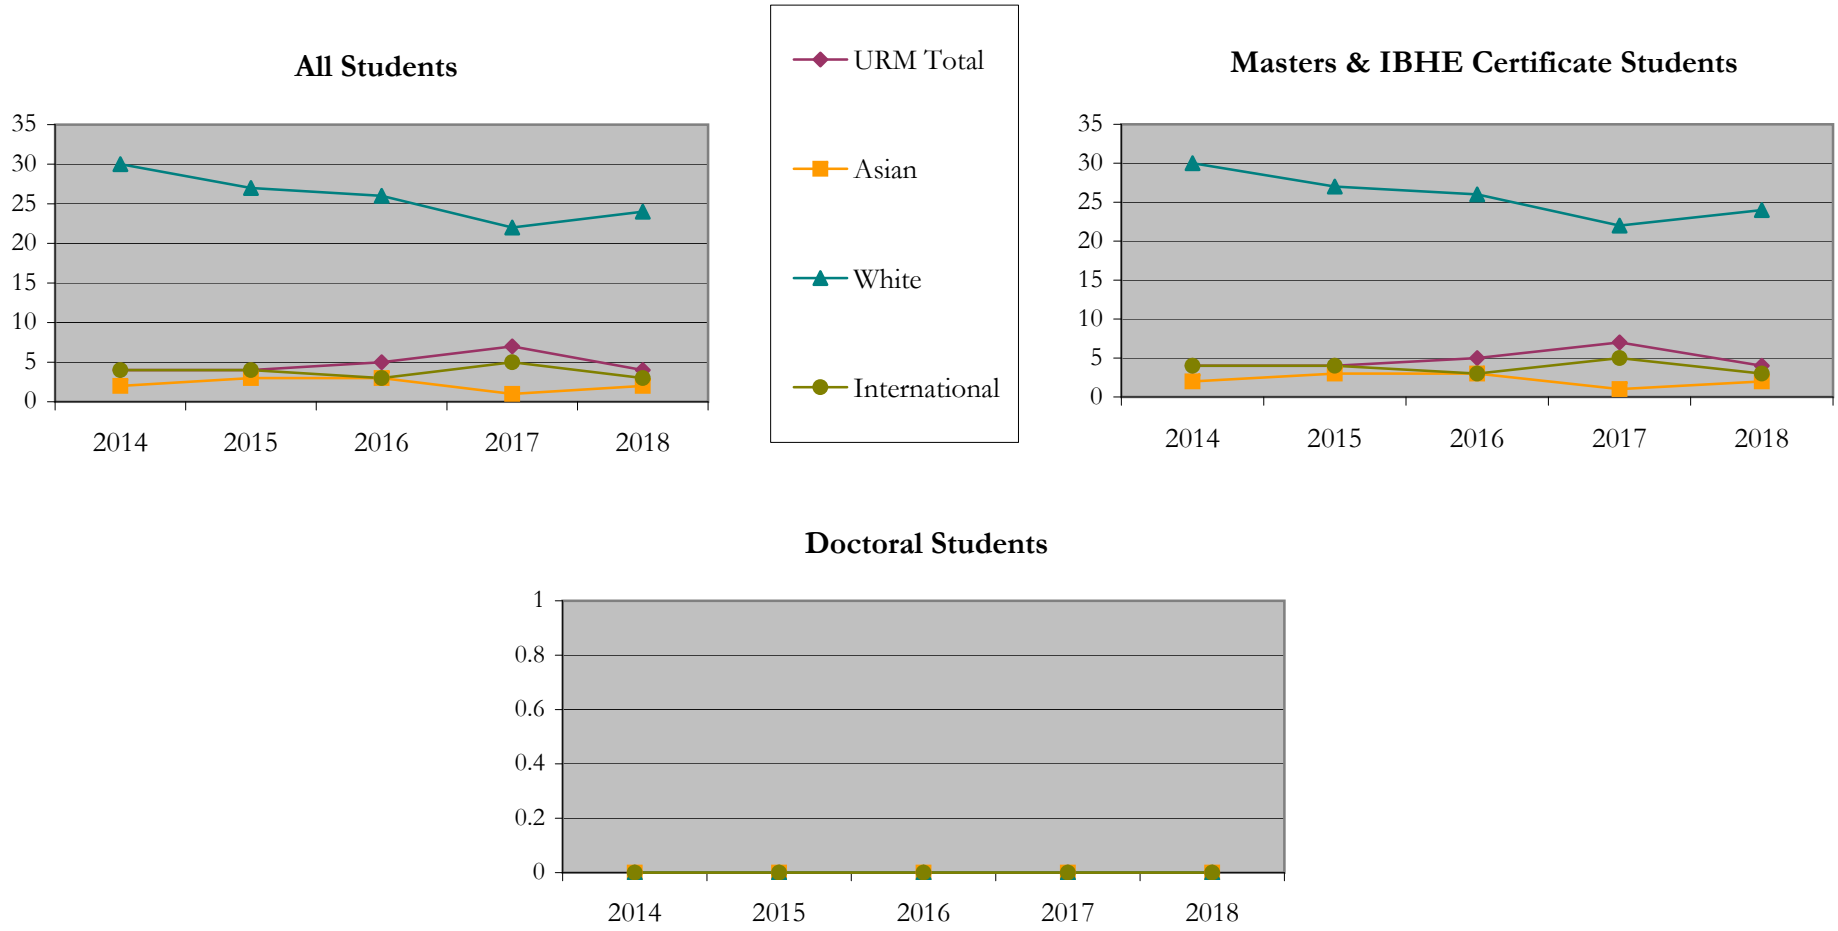 All Students
35
30
25
20
15
10
5
0
2014 2015 2016 2017 2018
URM Total
Asian
White
International
Masters & IBHE Certificate Students
35
30
25
20
15
10
5
0
2014 2015 2016 2017 2018
Doctoral Students
1
0.8
0.6
0.4
0.2
0
2014 2015 2016 2017 2018